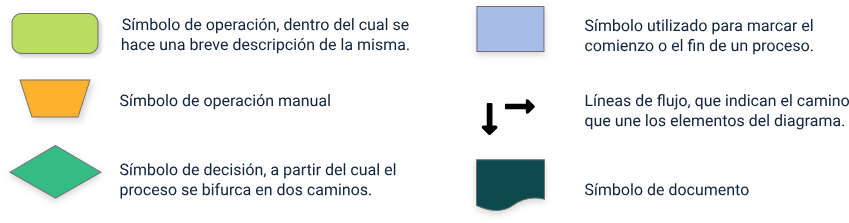 Símbolo de operación, dentro del cual se
hace una breve descripción de la misma.
Símbolo utilizado para marcar el
comienzo o el fin de un proceso.
Símbolo de operación manual
Líneas de flujo, que indican el camino
que une los elementos del diagrama.
Símbolo de decisión, a partir del cual el
proceso se bifurca en dos caminos.
Símbolo de documento